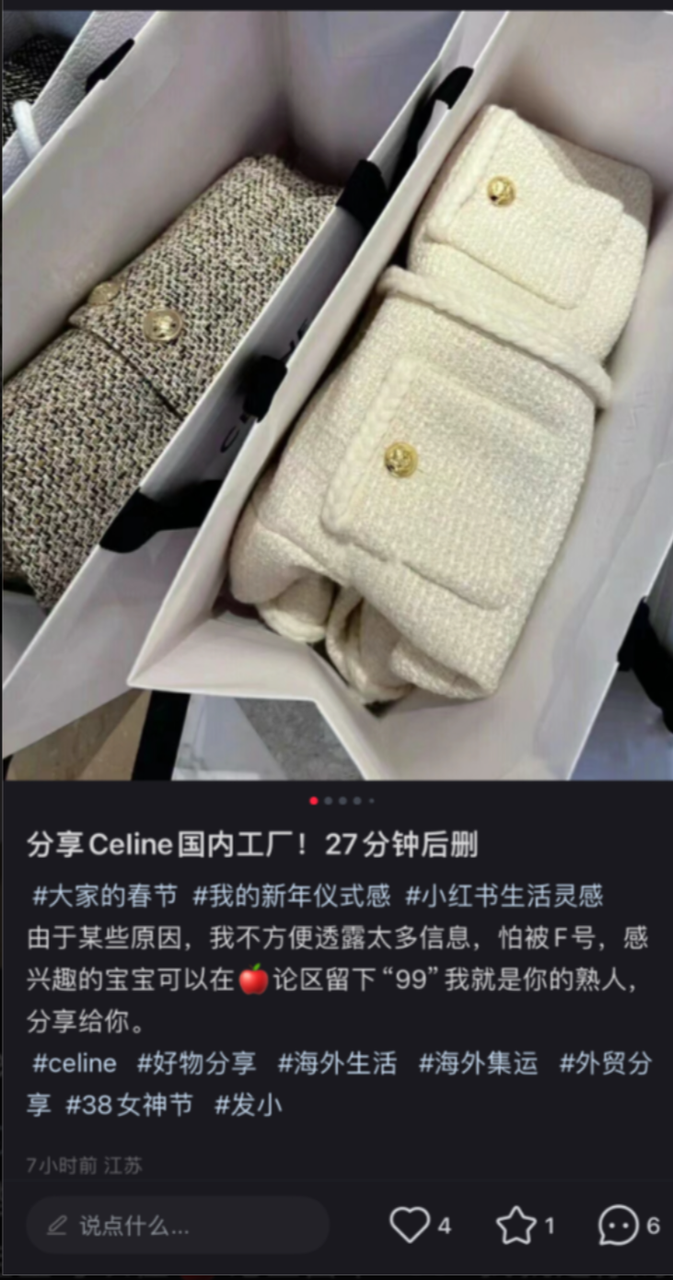 分享Celine国内工厂！27分钟后删
#大家的春节 #我的新年仪式感 #小红书生活灵感
由于某些原因，我不方便透露太多信息，怕被F号，感
兴趣的宝宝可以在🍎论区留下“99”我就是你的熟人，
分享给你。
#celine #好物分享 #海外生活 #海外集运 #外贸分
享 #38女神节 #发小
7小时前 江苏
说点什么... 4 1 6